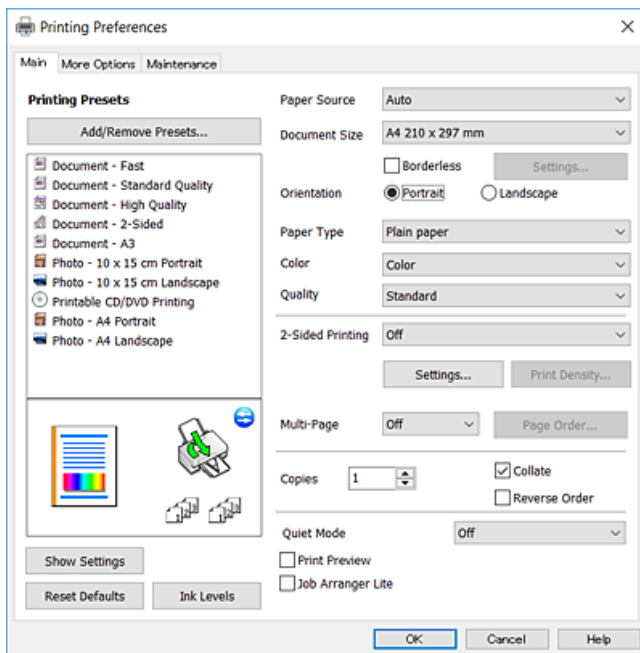 Printing Preferences
Main
More Options
Maintenance
Printing Presets
Add/Remove Presets...
Document - Fast
Document - Standard Quality
Document - High Quality
Document - 2-Sided
Document - A3
Photo - 10 x 15 cm Portrait
Photo - 10 x 15 cm Landscape
Printable CD/DVD Printing
Photo - A4 Portrait
Photo - A4 Landscape
Show Settings
Reset Defaults
Ink Levels
Paper Source
Auto
Document Size
A4 210 x 297 mm
Borderless
Settings...
Orientation
Portrait
Landscape
Paper Type
Plain paper
Color
Color
Quality
Standard
2-Sided Printing
Off
Settings...
Print Density...
Multi-Page
Off
Page Order...
Copies
1
Collate
Reverse Order
Quiet Mode
Off
Print Preview
Job Arranger Lite
OK
Cancel
Help